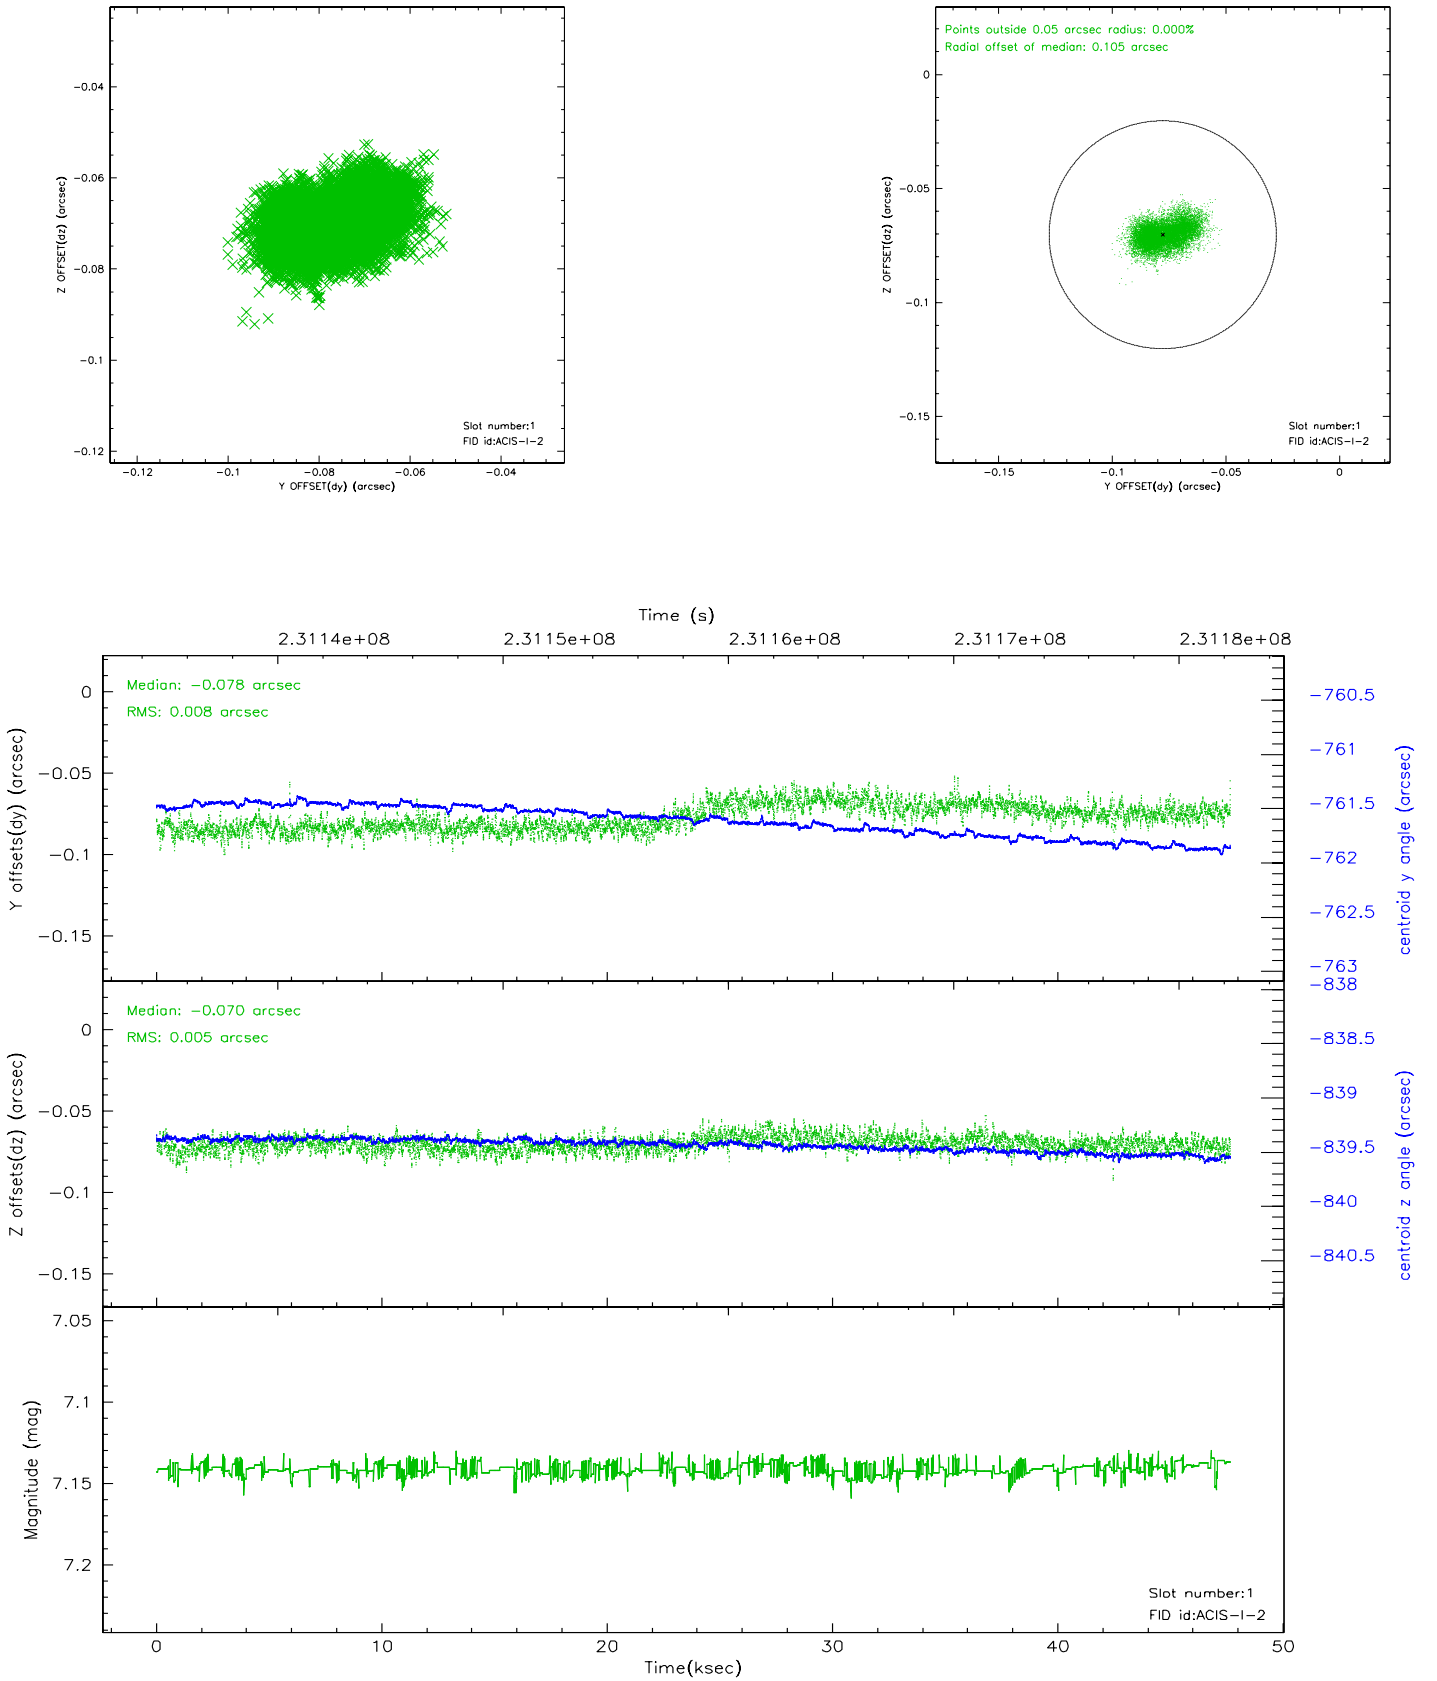 −0.04
−0.06
−0.08
−0.1
−0.12
Z OFFSET(dz) (arcsec)
Slot number:1
FID id:ACIS−I−2
−0.12 −0.1 −0.08 −0.06 −0.04
Y OFFSET(dy) (arcsec)
Points outside 0.05 arcsec radius: 0.000%
Radial offset of median: 0.105 arcsec
0
−0.05
−0.1
−0.15
Z OFFSET(dz) (arcsec)
Slot number:1
FID id:ACIS−I−2
−0.15 −0.1 −0.05 0
Y OFFSET(dy) (arcsec)
Time (s)
2.3114e+08 2.3115e+08 2.3116e+08 2.3117e+08 2.3118e+08
Median: −0.078 arcsec
RMS: 0.008 arcsec
0
−0.05
−0.1
−0.15
Y offsets(dy) (arcsec)
−760.5
−761
−761.5
−762
−762.5
−763
centroid y angle (arcsec)
Median: −0.070 arcsec
RMS: 0.005 arcsec
0
−0.05
−0.1
−0.15
Z offsets(dz) (arcsec)
−838
−838.5
−839
−839.5
−840
−840.5
centroid z angle (arcsec)
7.05
7.1
7.15
7.2
Magnitude (mag)
Slot number:1
FID id:ACIS−I−2
0 10 20 30 40 50
Time(ksec)